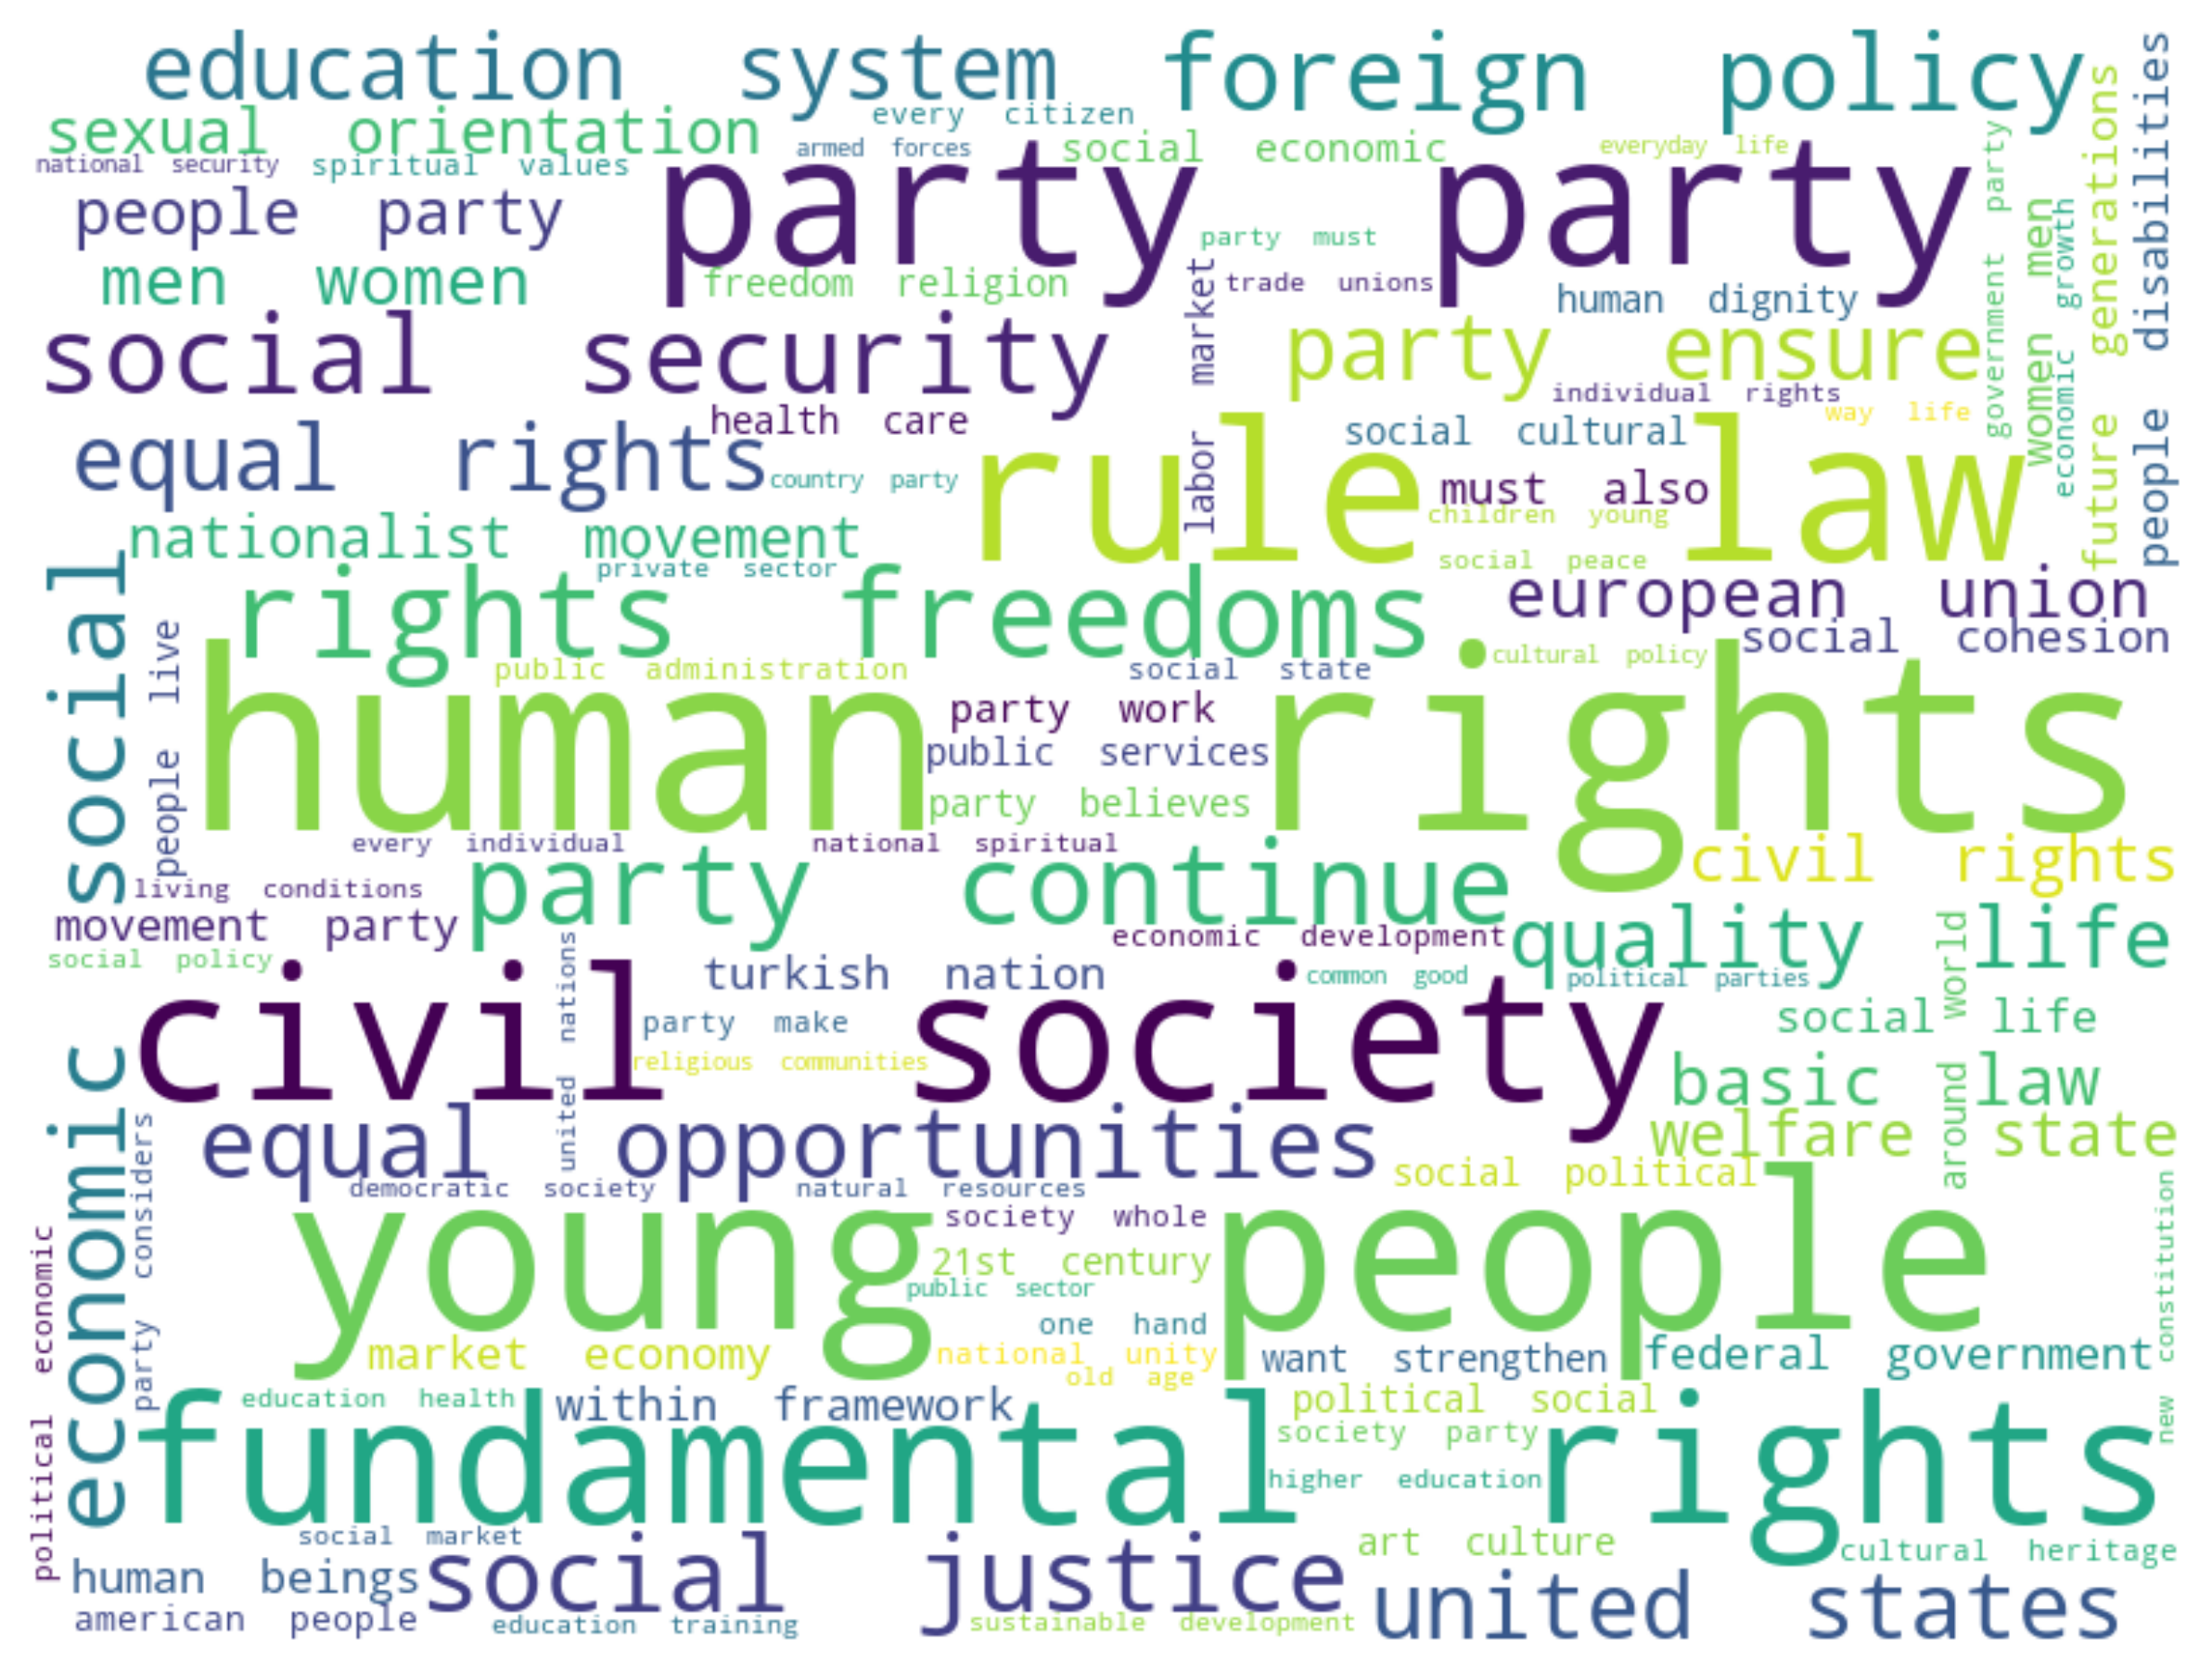 education system
foreign policy
sexual orientation
every citizen
national security
spiritual values
armed forces
social economic
everyday life
people party
party party
party must
men women
freedom religion
trade unions
human dignity
social security
labor market
party ensure
individual rights
government party
women men
economic growth
future generations
people disabilities
health care
way life
equal rights
social cultural
country party
rule law
must also
children young
nationalist movement
private sector
social peace
european union
rights freedoms
social cohesion
cultural policy
public administration
social state
economic social
people live
human rights
party work
public services
party believes
every individual
national spiritual
civil rights
party continue
living conditions
movement party
economic development
quality life
social policy
united nations
turkish nation
common good
political parties
around world
civil society
party make
social life
religious communities
basic law
equal opportunities
welfare state
party considers
social political
democratic society
natural resources
young people
society whole
21st century
public sector
new constitution
political economic
one hand
market economy
national unity
want strengthen
federal government
old age
education health
within framework
political social
fundamental rights
society party
higher education
social market
social justice
art culture
cultural heritage
human beings
united states
american people
education training
sustainable development